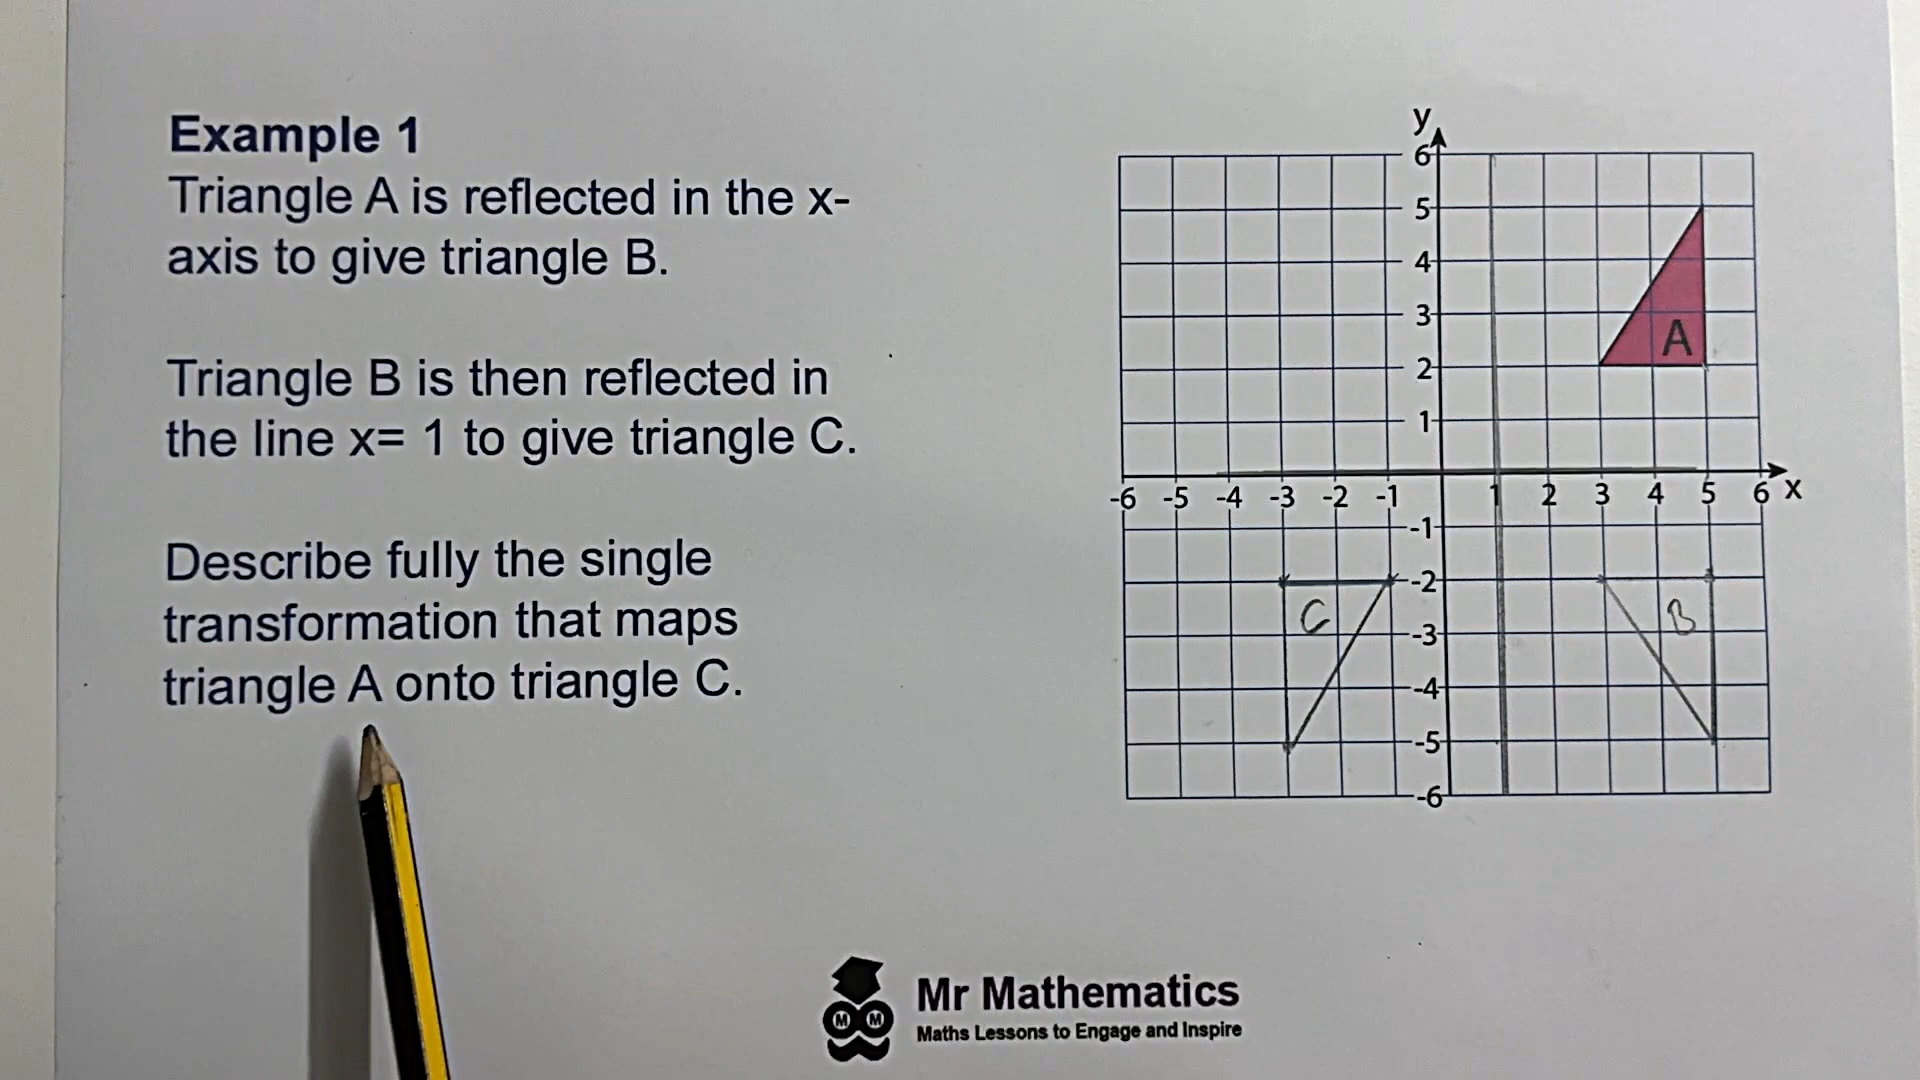 Example 1
Triangle A is reflected in the x-
axis to give triangle B.
Triangle B is then reflected in
the line x= 1 to give triangle C.
Describe fully the single
transformation that maps
triangle A onto triangle C.
y
6
5
4
3
2
1
-6 -5 -4 -3 -2 -1 1 2 3 4 5 6 x
-1
-2
-3
-4
-5
-6
A
C
B
M M
Mr Mathematics
Maths Lessons to Engage and Inspire